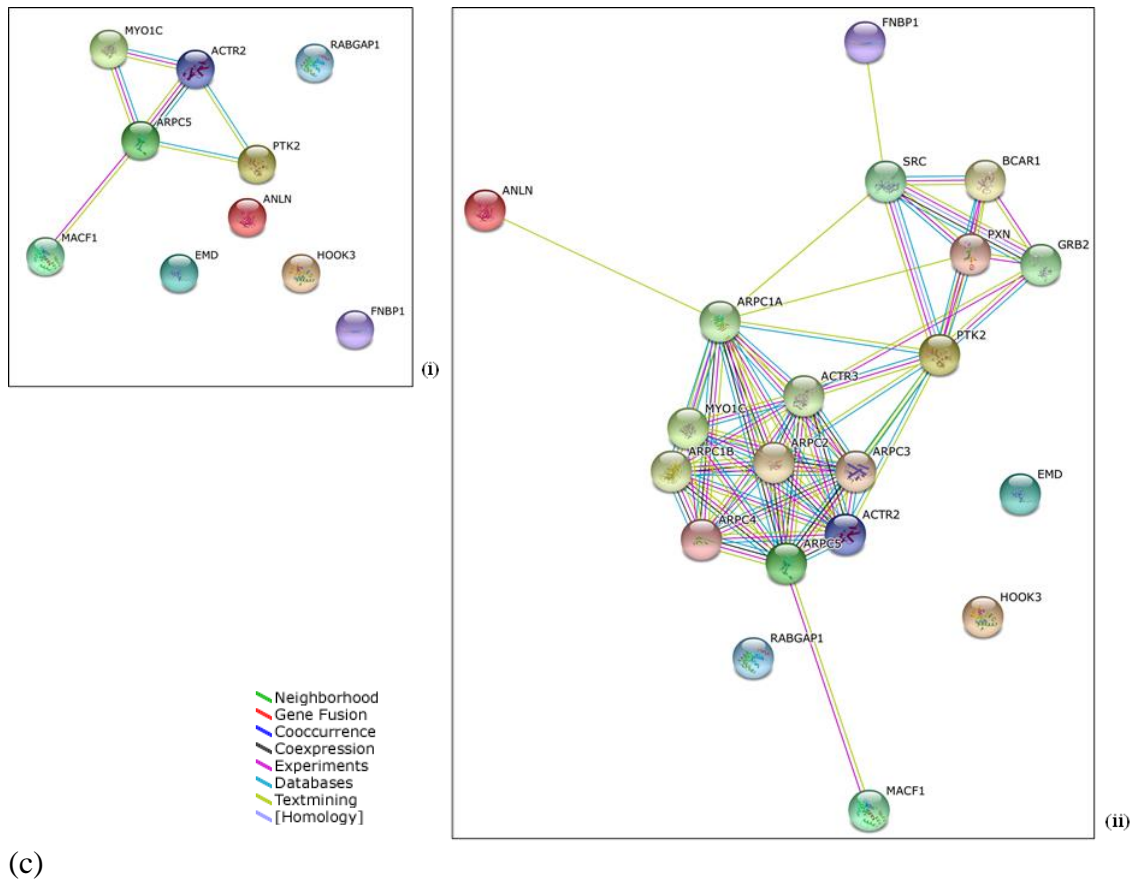 MYO1C
ACTR2
RABGAP1
ARPC5
PTK2
ANLN
MACF1
EMD
HOOK3
FNBP1
(i)
FNBP1
SRC
BCAR1
ANLN
PXN
GRB2
ARPC1A
PTK2
ACTR3
MYO1C
ARPC2
ARPC1B
ARPC3
EMD
ARPC4
ACTR2
ARPC5
HOOK3
RABGAP1
MACF1
(ii)
Neighborhood
Gene Fusion
Cooccurrence
Coexpression
Experiments
Databases
Textmining
[Homology]
(c)